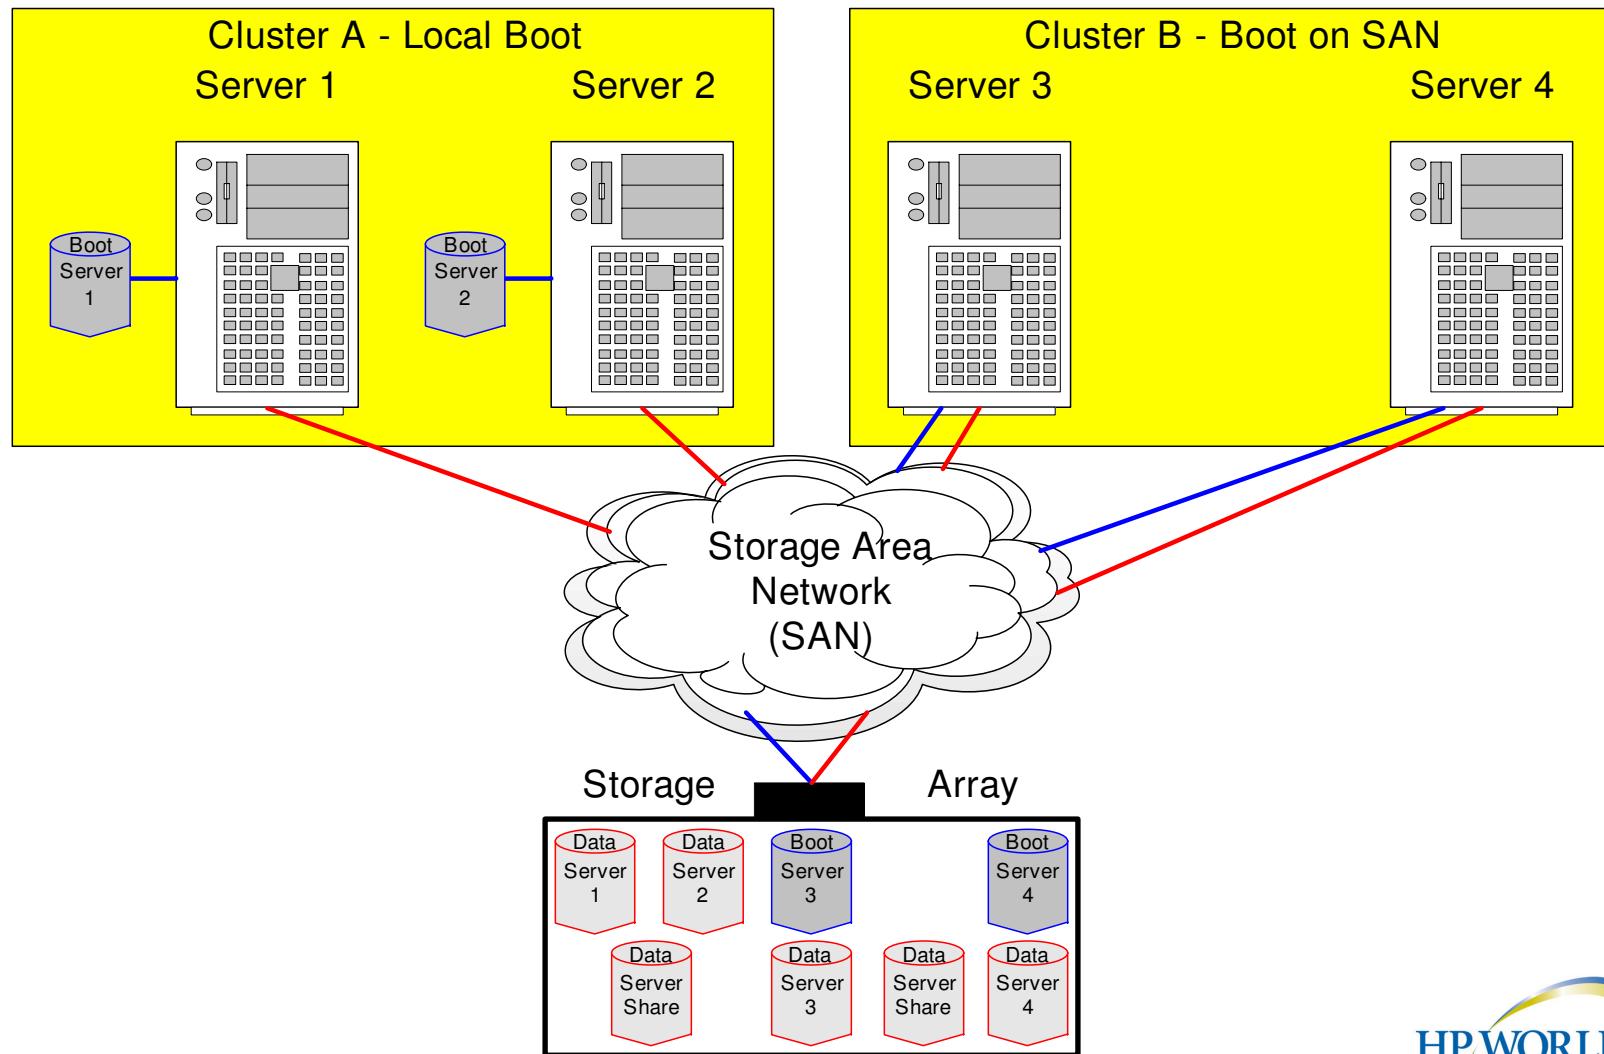 Cluster A - Local Boot
Server 1
Server 2
Boot
Server
1
Boot
Server
2
Cluster B - Boot on SAN
Server 3
Server 4
Storage Area
Network
(SAN)
Storage
Array
Data
Server
1
Data
Server
2
Boot
Server
3
Boot
Server
4
Data
Server
Share
Data
Server
3
Data
Server
Share
Data
Server
4
HP